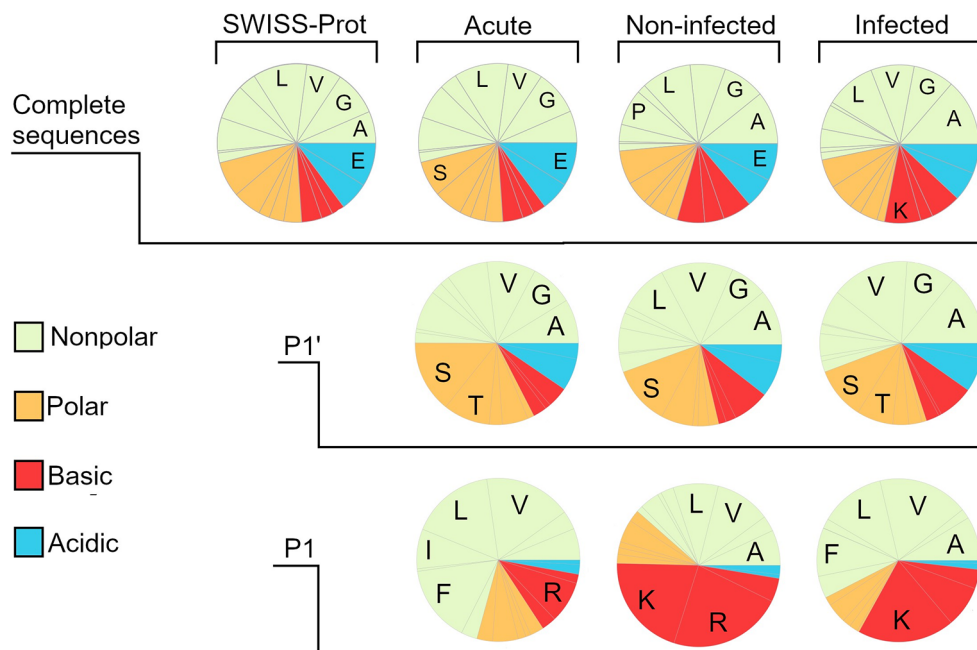 SWISS-Prot Acute Non-infected Infected
Complete
sequences
L V G A E
L V G E S
L G A E P
L V G A K
Nonpolar
Polar
Basic
Acidic
P1'
V G A S T
L V G A S
V G A S T
P1
L V I F R
L V A K R
L V A F K